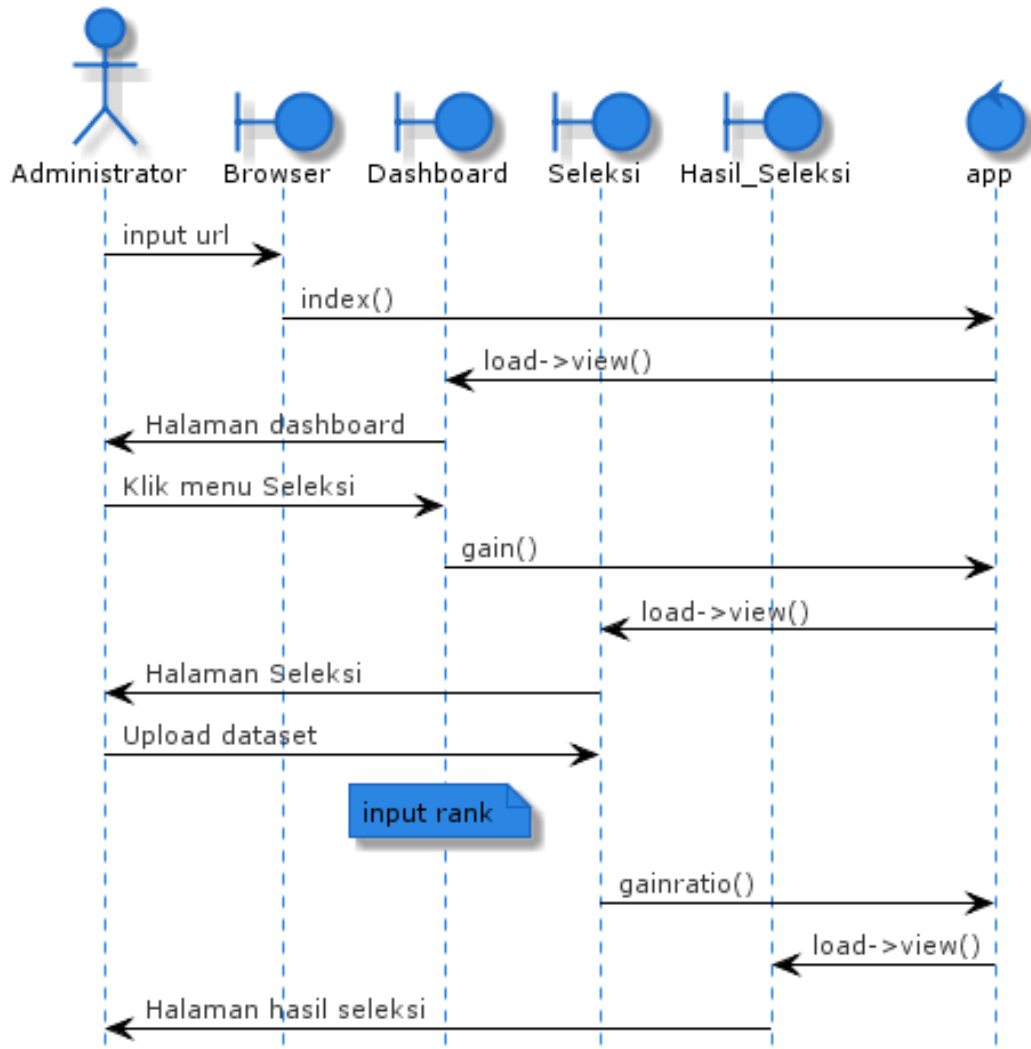 Administrator Browser Dashboard Seleksi Hasil_Seleksi app
input url
index()
load->view()
Halaman dashboard
Klik menu Seleksi
gain()
load->view()
Halaman Seleksi
Upload dataset
input rank
gainratio()
load->view()
Halaman hasil seleksi